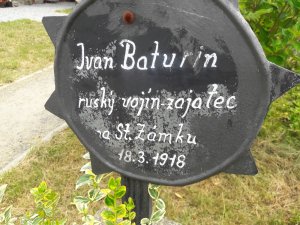 Ivan Baturin
ruský vojín-zajatec
na St. Zámku
18.3.1918